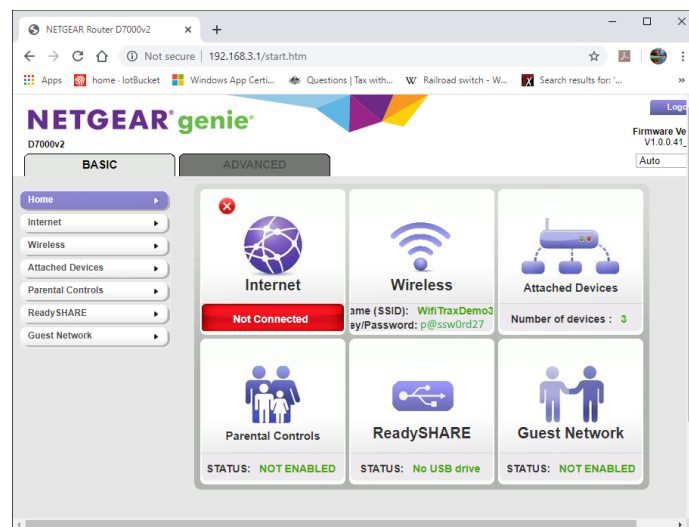 NETGEAR Router D7000v2
Not secure | 192.168.3.1/start.htm
Apps home - IotBucket Windows App Certi... Questions | Tax with... W Railroad switch - W... Search results for: '... »
NETGEAR® genie®
Logo
D7000v2
Firmware Ve
V1.0.0.41_
BASIC ADVANCED Auto
Home
Internet
Wireless
Attached Devices
Parental Controls
ReadySHARE
Guest Network
Internet
Not Connected
Wireless
ame (SSID): WifiTraxDemo3
ey/Password: p@ssw0rd27
Attached Devices
Number of devices : 3
Parental Controls
STATUS: NOT ENABLED
ReadySHARE
STATUS: No USB drive
Guest Network
STATUS: NOT ENABLED